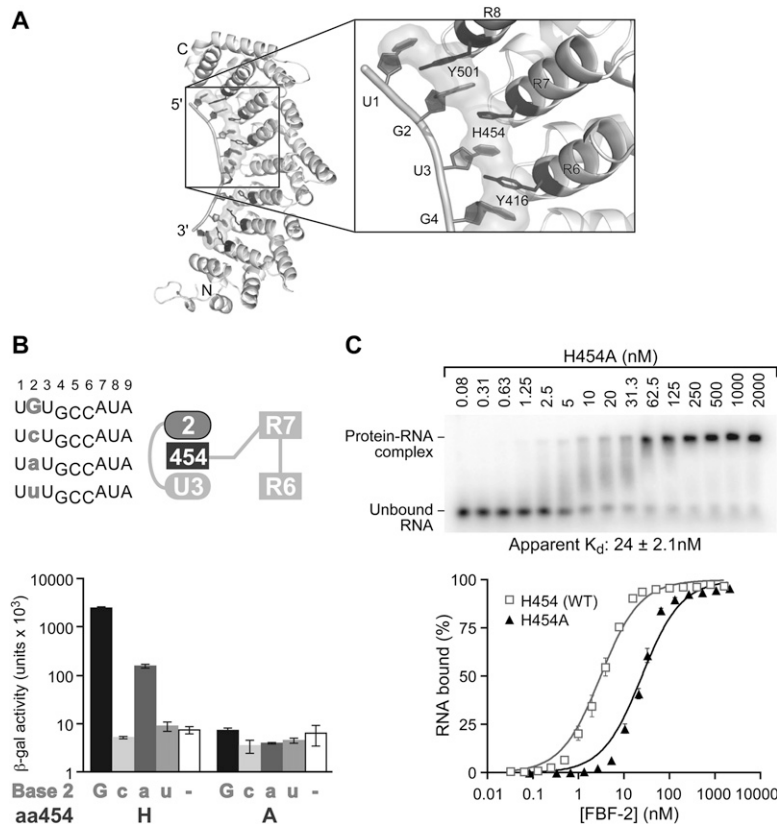 A
C
5'
3'
N
R8
Y501
R7
U1
G2
H454
U3
R6
Y416
G4
B
1 2 3 4 5 6 7 8 9
UGUGCCAUA
UcUGCCAUA
UaUGCCAUA
UuUGCCAUA
2
454
U3
R7
R6
10000
1000
100
10
1
β-gal activity (units x 10³)
Base 2 G c a u - G c a u -
aa454 H A
C
H454A (nM)
0.08 0.31 0.63 1.25 2.5 5 10 20 31.3 62.5 125 250 500 1000 2000
Protein-RNA
complex
Unbound
RNA
Apparent Kd: 24 ± 2.1nM
100
75
50
25
0
RNA bound (%)
H454 (WT)
H454A
0.01 0.1 1 10 100 1000 10000
[FBF-2] (nM)